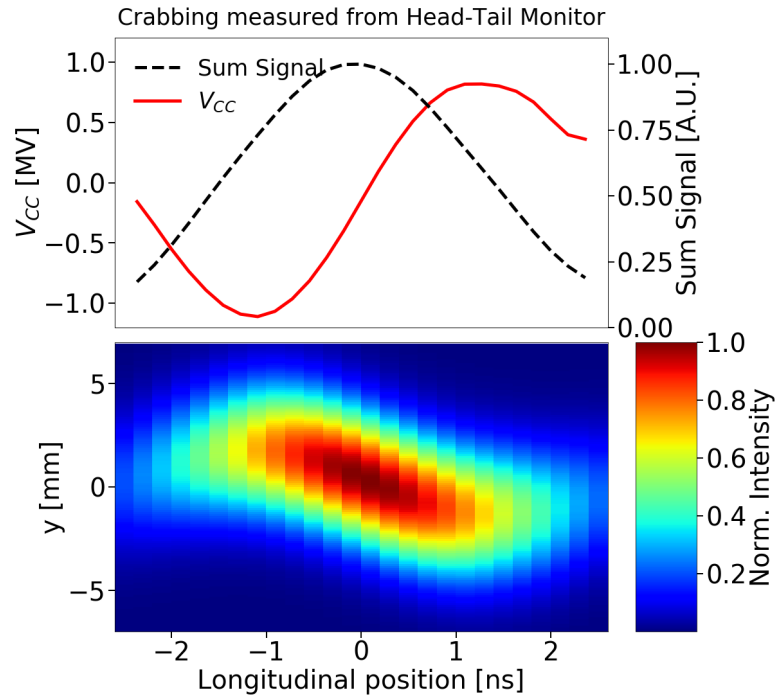 Crabbing measured from Head-Tail Monitor
Sum Signal
V_CC
1.0
0.5
0.0
−0.5
−1.0
V_CC [MV]
1.00
0.75
0.50
0.25
0.00
Sum Signal [A.U.]
5
0
−5
y [mm]
−2 −1 0 1 2
Longitudinal position [ns]
1.0
0.8
0.6
0.4
0.2
Norm. Intensity